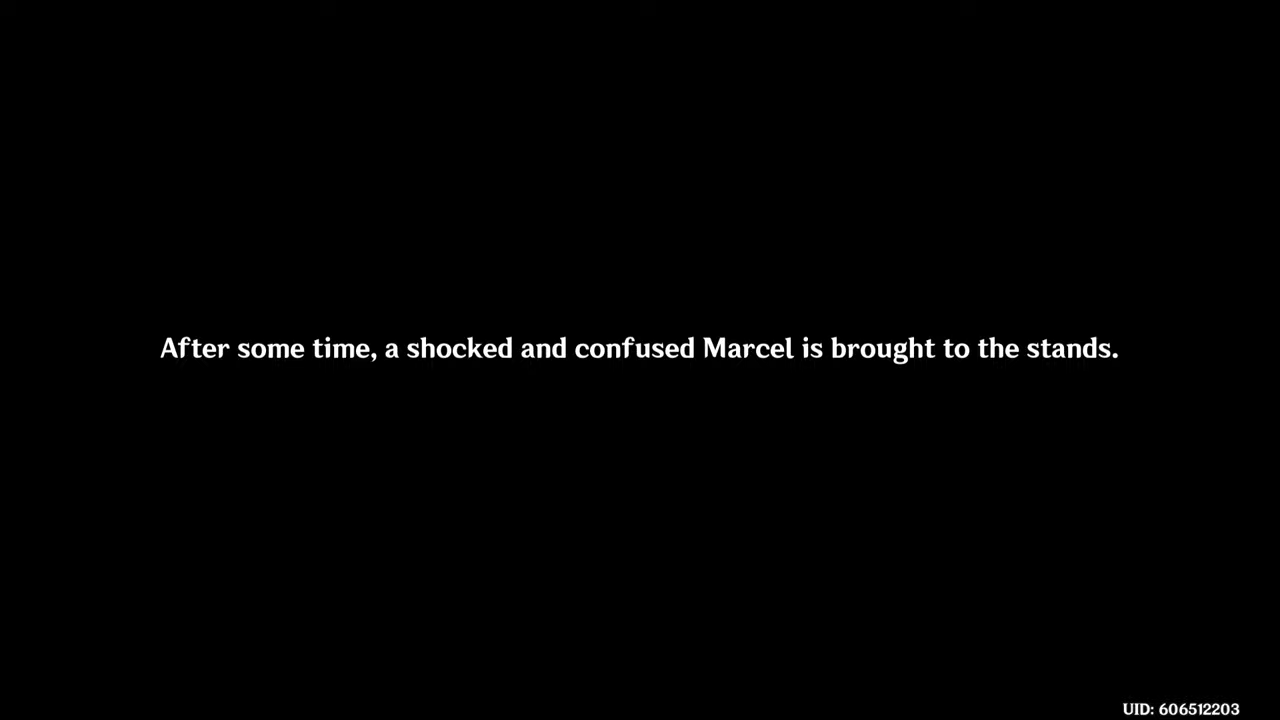 After some time, a shocked and confused Marcel is brought to the stands.
UID: 606512203